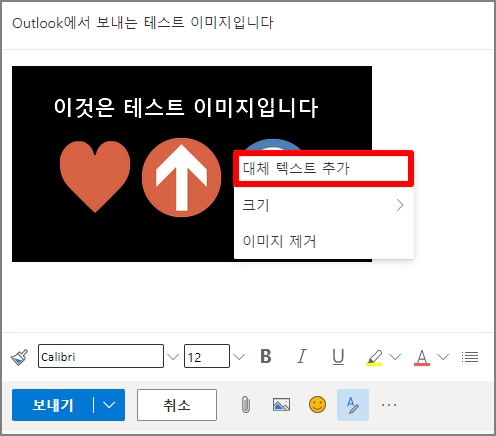 Outlook에서 보내는 테스트 이미지입니다
이것은 테스트 이미지입니다
대체 텍스트 추가
크기
이미지 제거
Calibri
12
B
I
U
A
보내기
취소
A